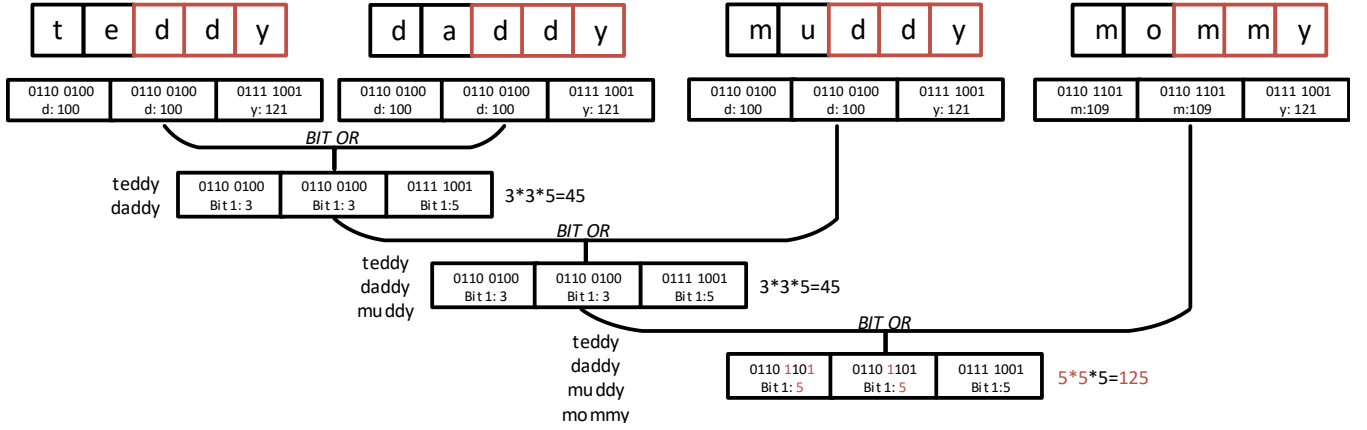 t e d d y d a d d y m u d d y m o m m y
0110 0100 0110 0100 0111 1001 0110 0100 0110 0100 0111 1001 0110 0100 0110 0100 0111 1001 0110 1101 0110 1101 0111 1001
d: 100 d: 100 y: 121 d: 100 d: 100 y: 121 d: 100 d: 100 y: 121 m:109 m:109 y: 121
BIT OR
teddy
daddy
0110 0100 0110 0100 0111 1001
Bit 1: 3 Bit 1: 3 Bit 1:5
3*3*5=45
BIT OR
teddy
daddy
muddy
0110 0100 0110 0100 0111 1001
Bit 1: 3 Bit 1: 3 Bit 1:5
3*3*5=45
BIT OR
teddy
daddy
muddy
mommy
0110 1101 0110 1101 0111 1001
Bit 1: 5 Bit 1: 5 Bit 1:5
5*5*5=125